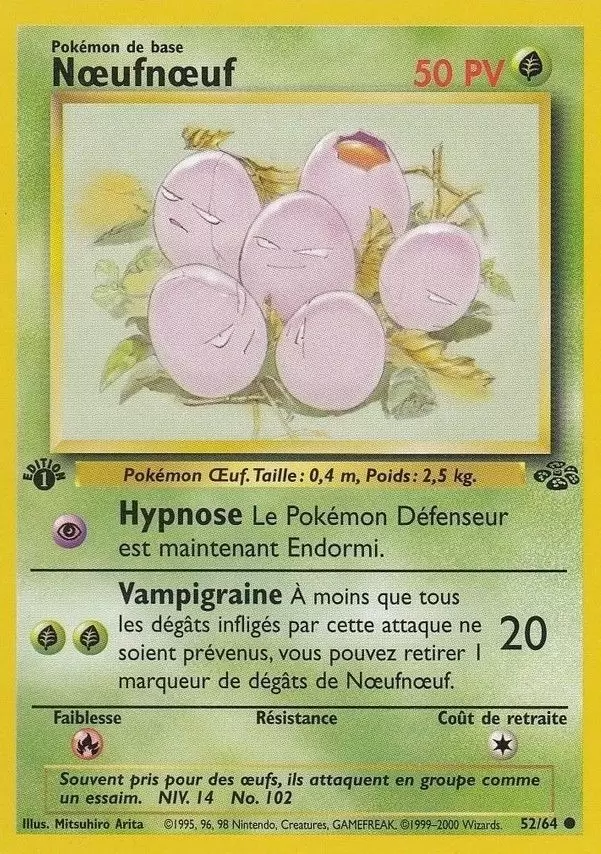 Pokémon de base
Nœufnœuf
50 PV
Pokémon Œuf. Taille : 0,4 m, Poids : 2,5 kg.
EDITION
1
Hypnose Le Pokémon Défenseur
est maintenant Endormi.
Vampigraine À moins que tous
les dégâts infligés par cette attaque ne
soient prévenus, vous pouvez retirer 1
marqueur de dégâts de Nœufnœuf.
20
Faiblesse Résistance Coût de retraite
Souvent pris pour des œufs, ils attaquent en groupe comme
un essaim. NIV. 14 No. 102
Illus. Mitsuhiro Arita ©1995, 96, 98 Nintendo, Creatures, GAMEFREAK. ©1999–2000 Wizards. 52/64